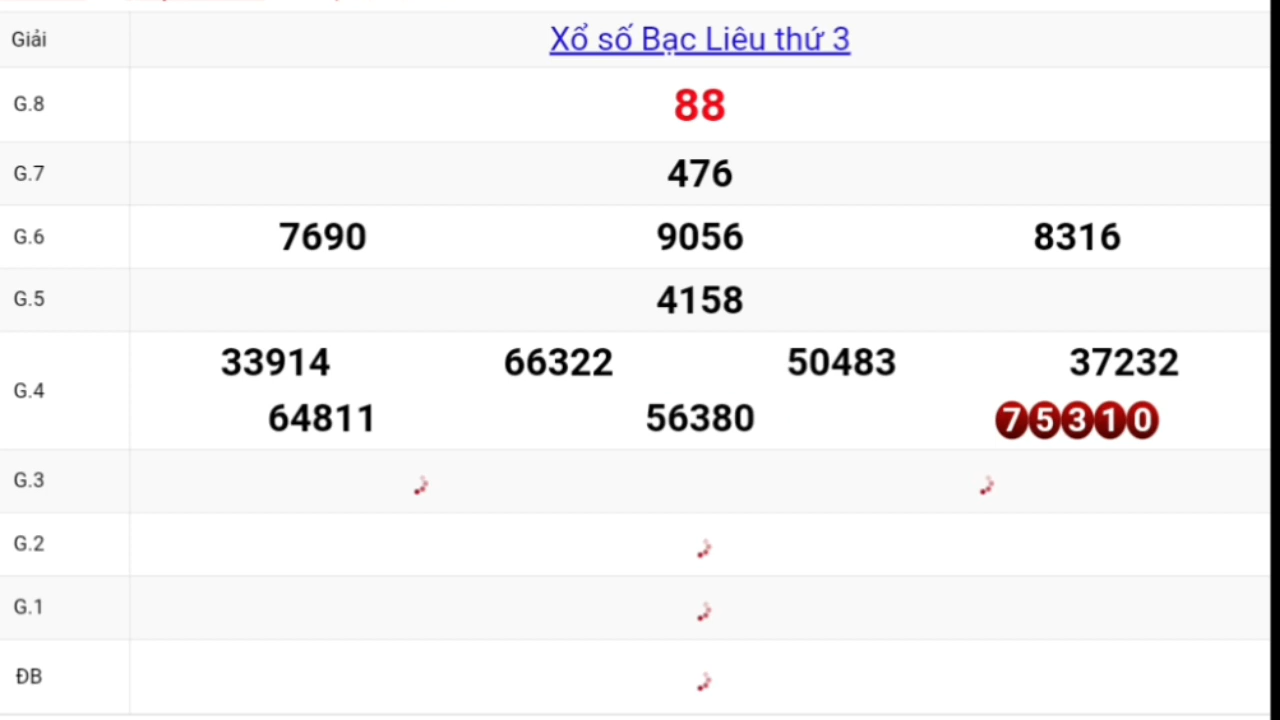 Giải Xổ số Bạc Liêu thứ 3
G.8 88
G.7 476
G.6 7690 9056 8316
G.5 4158
G.4 33914 66322 50483 37232
64811 56380 75310
G.3
G.2
G.1
ĐB